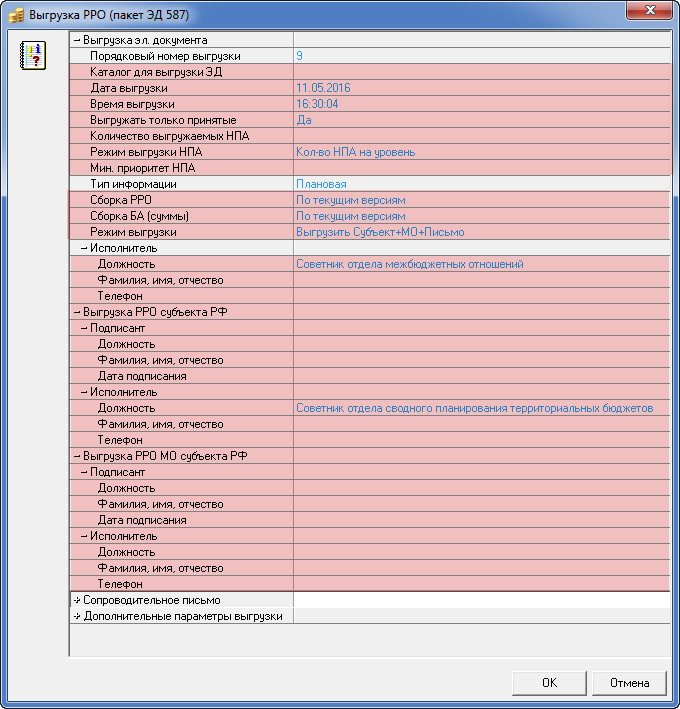 Выгрузка РРО (пакет ЭД 587)
Выгрузка эл. документа
Порядковый номер выгрузки 9
Каталог для выгрузки ЭД
Дата выгрузки 11.05.2016
Время выгрузки 16:30:04
Выгружать только принятые Да
Количество выгружаемых НПА
Режим выгрузки НПА Кол-во НПА на уровень
Мин. приоритет НПА
Тип информации Плановая
Сборка РРО По текущим версиям
Сборка БА (суммы) По текущим версиям
Режим выгрузки Выгрузить Субъект+МО+Письмо
Исполнитель
Должность Советник отдела межбюджетных отношений
Фамилия, имя, отчество
Телефон
Выгрузка РРО субъекта РФ
Подписант
Должность
Фамилия, имя, отчество
Дата подписания
Исполнитель
Должность Советник отдела сводного планирования территориальных бюджетов
Фамилия, имя, отчество
Телефон
Выгрузка РРО МО субъекта РФ
Подписант
Должность
Фамилия, имя, отчество
Дата подписания
Исполнитель
Должность
Фамилия, имя, отчество
Телефон
Сопроводительное письмо
Дополнительные параметры выгрузки
OK Отмена